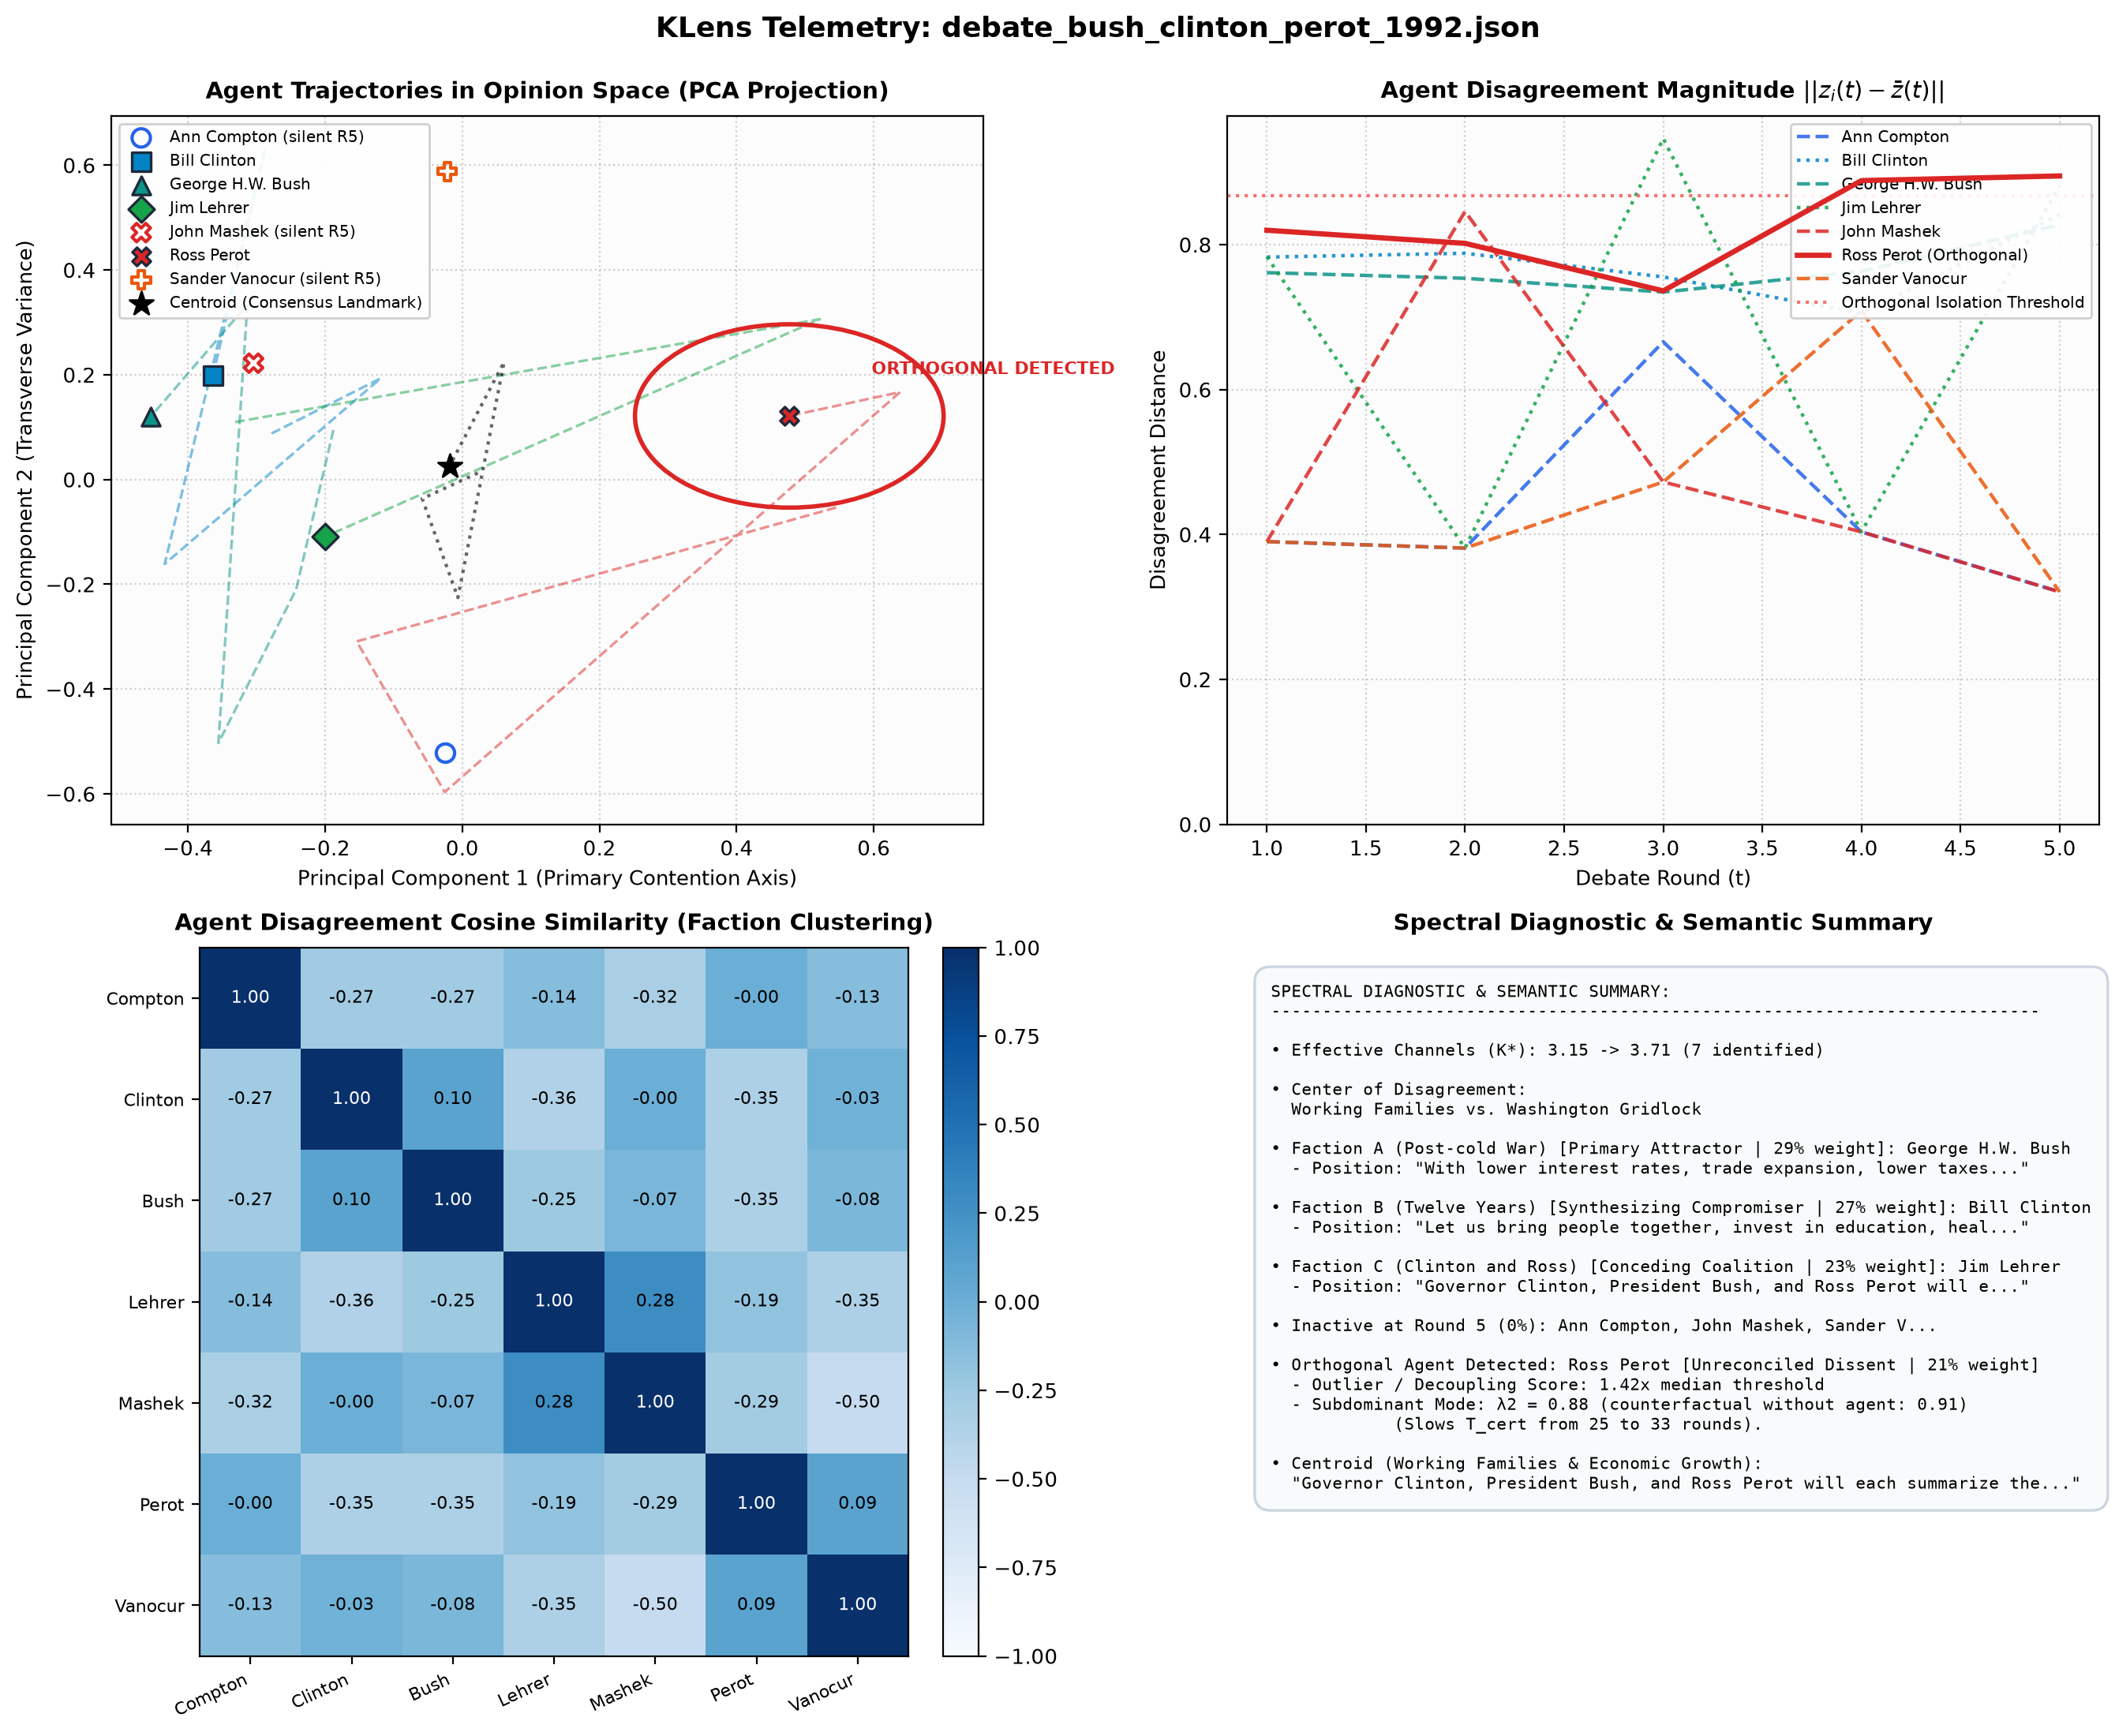 KLens Telemetry: debate_bush_clinton_perot_1992.json
Agent Trajectories in Opinion Space (PCA Projection)
Ann Compton (silent R5)
Bill Clinton
George H.W. Bush
Jim Lehrer
John Mashek (silent R5)
Ross Perot
Sander Vanocur (silent R5)
Centroid (Consensus Landmark)
ORTHOGONAL DETECTED
0.6
0.4
0.2
0.0
−0.2
−0.4
−0.6
Principal Component 2 (Transverse Variance)
−0.4
−0.2
0.0
0.2
0.4
0.6
Principal Component 1 (Primary Contention Axis)
Agent Disagreement Magnitude ||z_i(t) − z̄(t)||
Ann Compton
Bill Clinton
George H.W. Bush
Jim Lehrer
John Mashek
Ross Perot (Orthogonal)
Sander Vanocur
Orthogonal Isolation Threshold
0.8
0.6
0.4
0.2
0.0
Disagreement Distance
1.0
1.5
2.0
2.5
3.0
3.5
4.0
4.5
5.0
Debate Round (t)
Agent Disagreement Cosine Similarity (Faction Clustering)
Compton 1.00 -0.27 -0.27 -0.14 -0.32 -0.00 -0.13
Clinton -0.27 1.00 0.10 -0.36 -0.00 -0.35 -0.03
Bush -0.27 0.10 1.00 -0.25 -0.07 -0.35 -0.08
Lehrer -0.14 -0.36 -0.25 1.00 0.28 -0.19 -0.35
Mashek -0.32 -0.00 -0.07 0.28 1.00 -0.29 -0.50
Perot -0.00 -0.35 -0.35 -0.19 -0.29 1.00 0.09
Vanocur -0.13 -0.03 -0.08 -0.35 -0.50 0.09 1.00
Compton
Clinton
Bush
Lehrer
Mashek
Perot
Vanocur
1.00
0.75
0.50
0.25
0.00
−0.25
−0.50
−0.75
−1.00
Spectral Diagnostic & Semantic Summary
SPECTRAL DIAGNOSTIC & SEMANTIC SUMMARY:
---------------------------------------------------------------------------
• Effective Channels (K*): 3.15 -> 3.71 (7 identified)
• Center of Disagreement:
Working Families vs. Washington Gridlock
• Faction A (Post-cold War) [Primary Attractor | 29% weight]: George H.W. Bush
- Position: "With lower interest rates, trade expansion, lower taxes..."
• Faction B (Twelve Years) [Synthesizing Compromiser | 27% weight]: Bill Clinton
- Position: "Let us bring people together, invest in education, heal..."
• Faction C (Clinton and Ross) [Conceding Coalition | 23% weight]: Jim Lehrer
- Position: "Governor Clinton, President Bush, and Ross Perot will e..."
• Inactive at Round 5 (0%): Ann Compton, John Mashek, Sander V...
• Orthogonal Agent Detected: Ross Perot [Unreconciled Dissent | 21% weight]
- Outlier / Decoupling Score: 1.42x median threshold
- Subdominant Mode: λ2 = 0.88 (counterfactual without agent: 0.91)
(Slows T_cert from 25 to 33 rounds).
• Centroid (Working Families & Economic Growth):
"Governor Clinton, President Bush, and Ross Perot will each summarize the..."